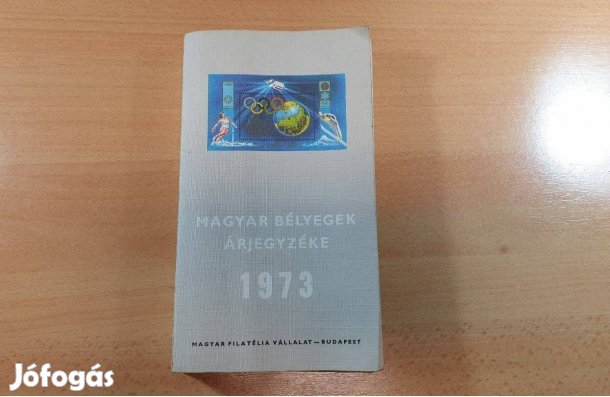 MAGYAR BÉLYEGEK
ÁRJEGYZÉKE
1973
MAGYAR FILATÉLIA VÁLLALAT — BUDAPEST
Jófogás